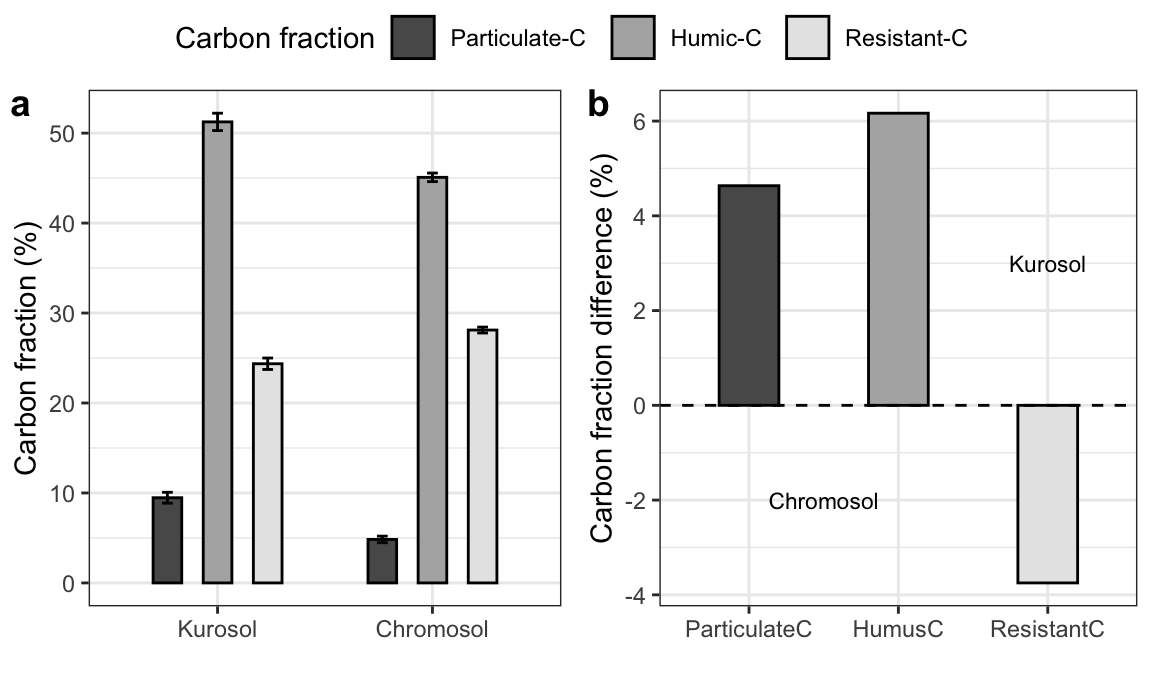 Carbon fraction Particulate-C Humic-C Resistant-C
a
Carbon fraction (%)
50
40
30
20
10
0
Kurosol Chromosol
b
Carbon fraction difference (%)
6
4
2
0
-2
-4
Kurosol
Chromosol
ParticulateC HumusC ResistantC